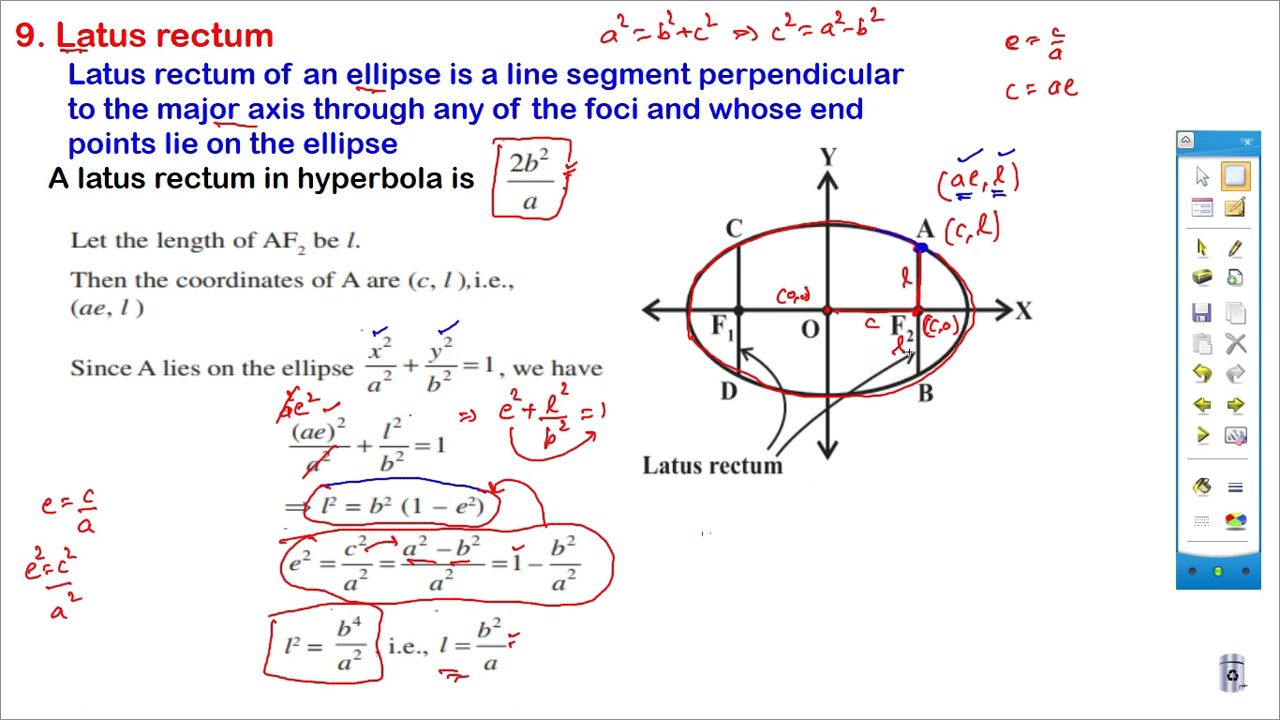 9. Latus rectum
a² = b² + c² ⇒ c² = a² − b²
e = c/a
c = ae
Latus rectum of an ellipse is a line segment perpendicular
to the major axis through any of the foci and whose end
points lie on the ellipse
A latus rectum in hyperbola is 2b²/a
Let the length of AF₂ be l.
Then the coordinates of A are (c, l ),i.e.,
(ae, l )
Since A lies on the ellipse x²/a² + y²/b² = 1, we have
a²e²
(ae)²/a² + l²/b² = 1
⇒ e² + l²/b² = 1
⇒ l² = b² (1 − e²)
e = c/a
e² = c²/a²
e² = c²/a² = a² − b²/a² = 1 − b²/a²
l² = b⁴/a² i.e., l = b²/a
Y
(ae, l)
C
A (c, l)
l
(0,0)
X
F₁
O
c
F₂
(c,0)
l
D
B
Latus rectum